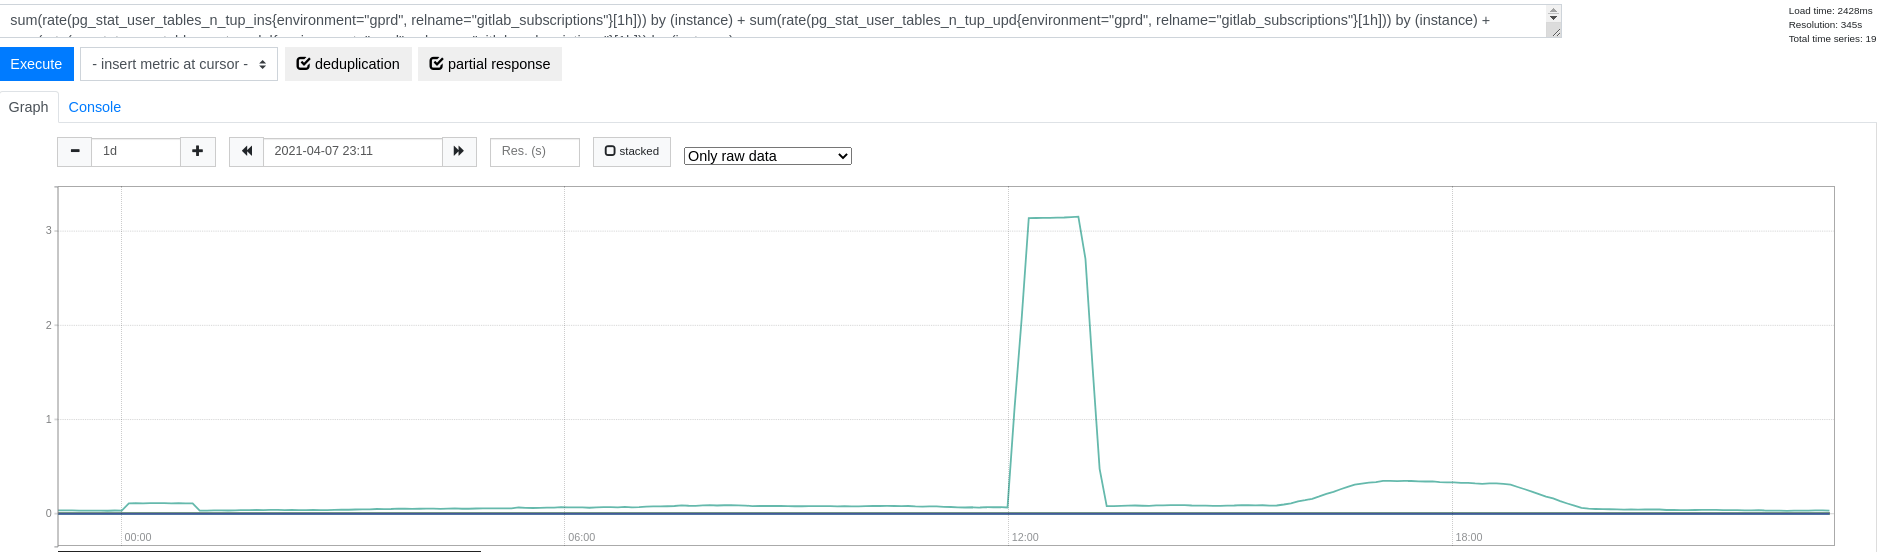 sum(rate(pg_stat_user_tables_n_tup_ins{environment="gprd", relname="gitlab_subscriptions"}[1h])) by (instance) + sum(rate(pg_stat_user_tables_n_tup_upd{environment="gprd", relname="gitlab_subscriptions"}[1h])) by (instance) +
Load time: 2428ms
Resolution: 345s
Total time series: 19
Execute
- insert metric at cursor -
deduplication
partial response
Graph
Console
1d
2021-04-07 23:11
Res. (s)
stacked
Only raw data
3
2
1
0
00:00
06:00
12:00
18:00